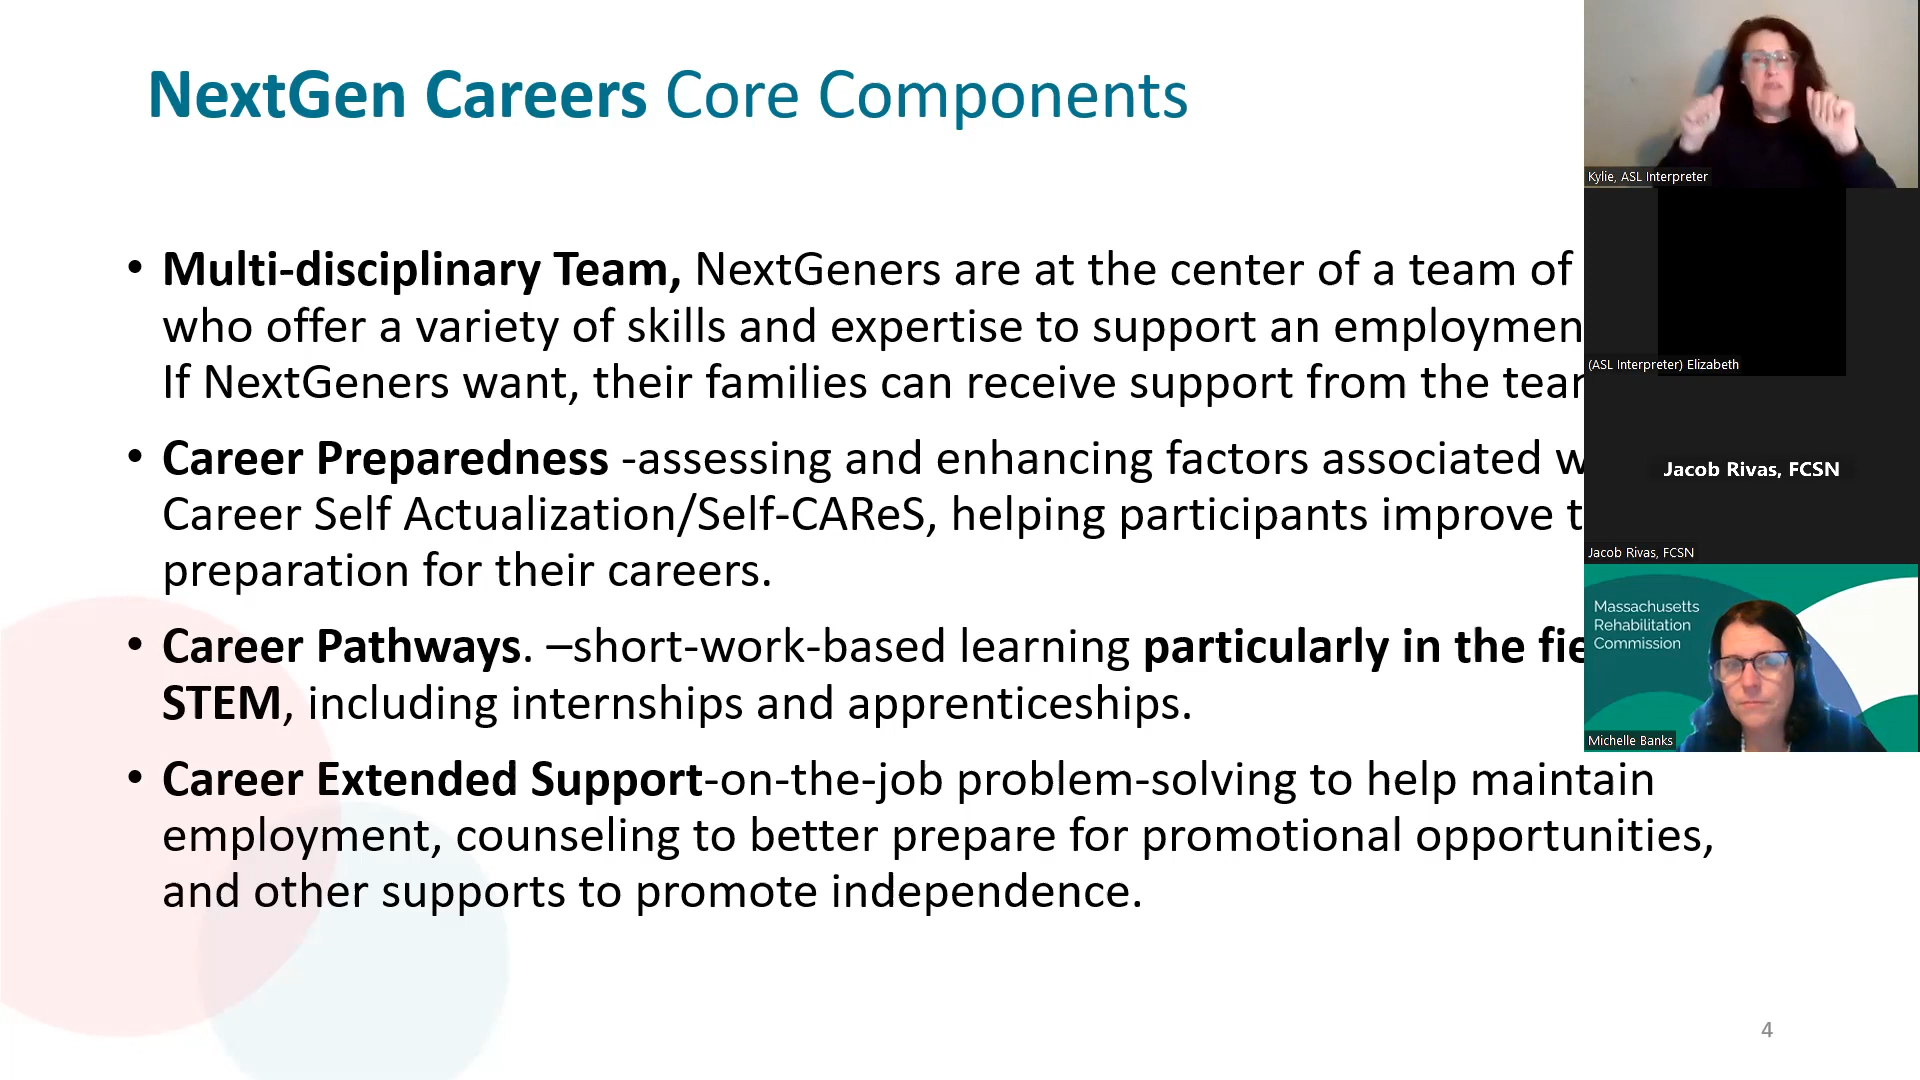 NextGen Careers Core Components
• Multi-disciplinary Team, NextGeners are at the center of a team of
who offer a variety of skills and expertise to support an employmen
If NextGeners want, their families can receive support from the tea
• Career Preparedness -assessing and enhancing factors associated w
Career Self Actualization/Self-CAReS, helping participants improve t
preparation for their careers.
• Career Pathways. –short-work-based learning particularly in the fie
STEM, including internships and apprenticeships.
• Career Extended Support-on-the-job problem-solving to help maintain
employment, counseling to better prepare for promotional opportunities,
and other supports to promote independence.
4
Kylie, ASL Interpreter
(ASL Interpreter) Elizabeth
Jacob Rivas, FCSN
Jacob Rivas, FCSN
Massachusetts
Rehabilitation
Commission
Michelle Banks